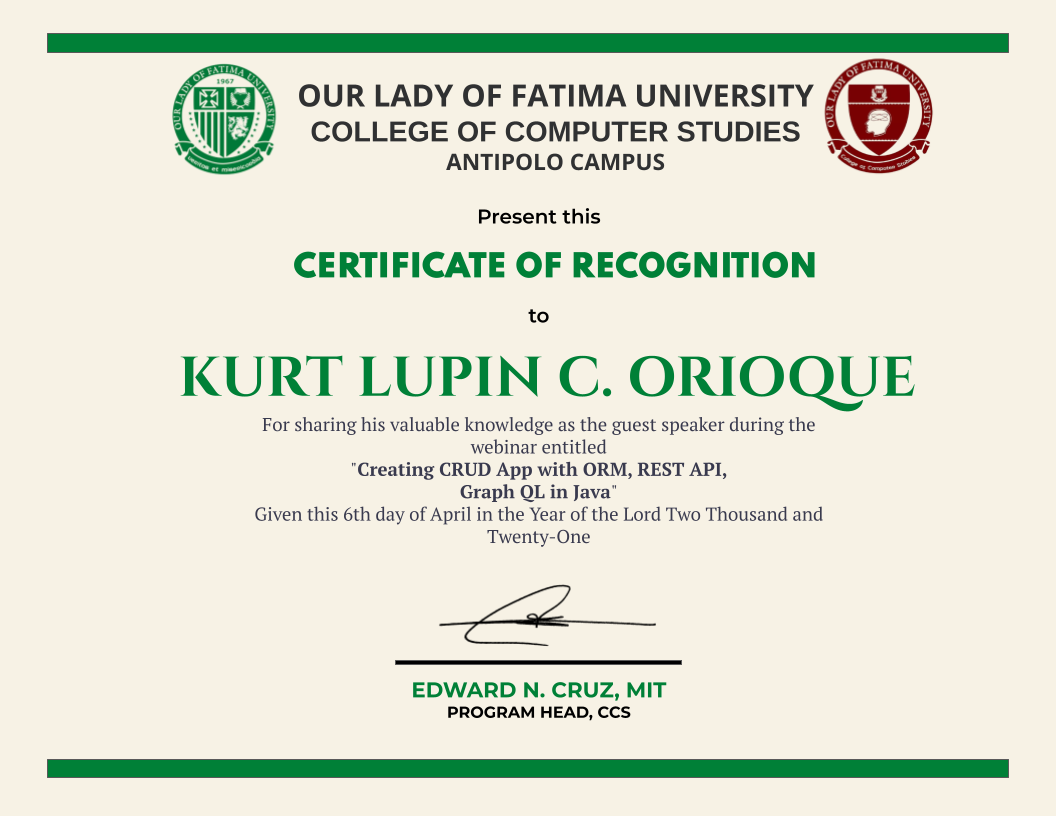 OUR LADY OF FATIMA UNIVERSITY
1967
Veritas et misericordia
OUR LADY OF FATIMA UNIVERSITY
COLLEGE OF COMPUTER STUDIES
ANTIPOLO CAMPUS
OUR LADY OF FATIMA UNIVERSITY
College of Computer Studies
Present this
CERTIFICATE OF RECOGNITION
to
KURT LUPIN C. ORIOQUE
For sharing his valuable knowledge as the guest speaker during the
webinar entitled
"Creating CRUD App with ORM, REST API,
Graph QL in Java"
Given this 6th day of April in the Year of the Lord Two Thousand and
Twenty-One
EDWARD N. CRUZ, MIT
PROGRAM HEAD, CCS